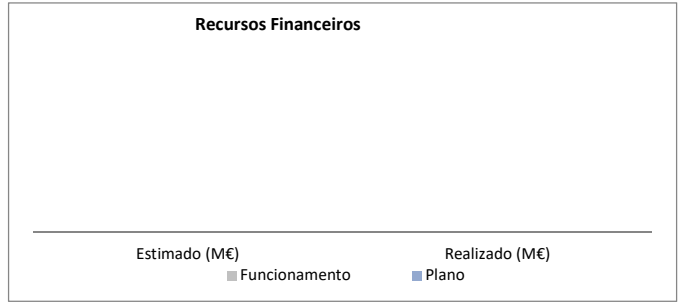 Recursos Financeiros
Estimado (M€) Realizado (M€)
Funcionamento Plano